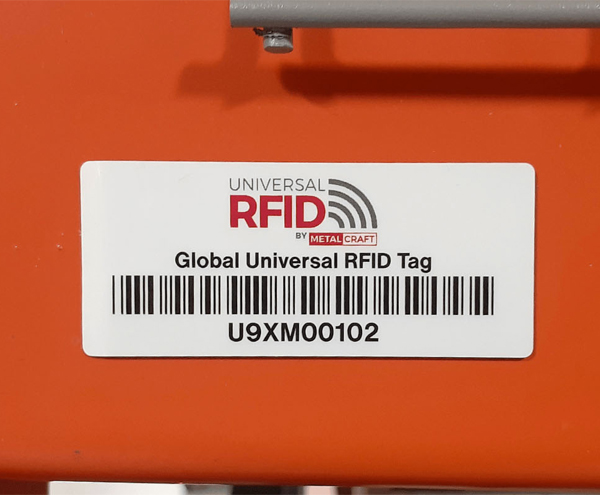 UNIVERSAL
RFID
BY METALCRAFT
Global Universal RFID Tag
U9XM00102